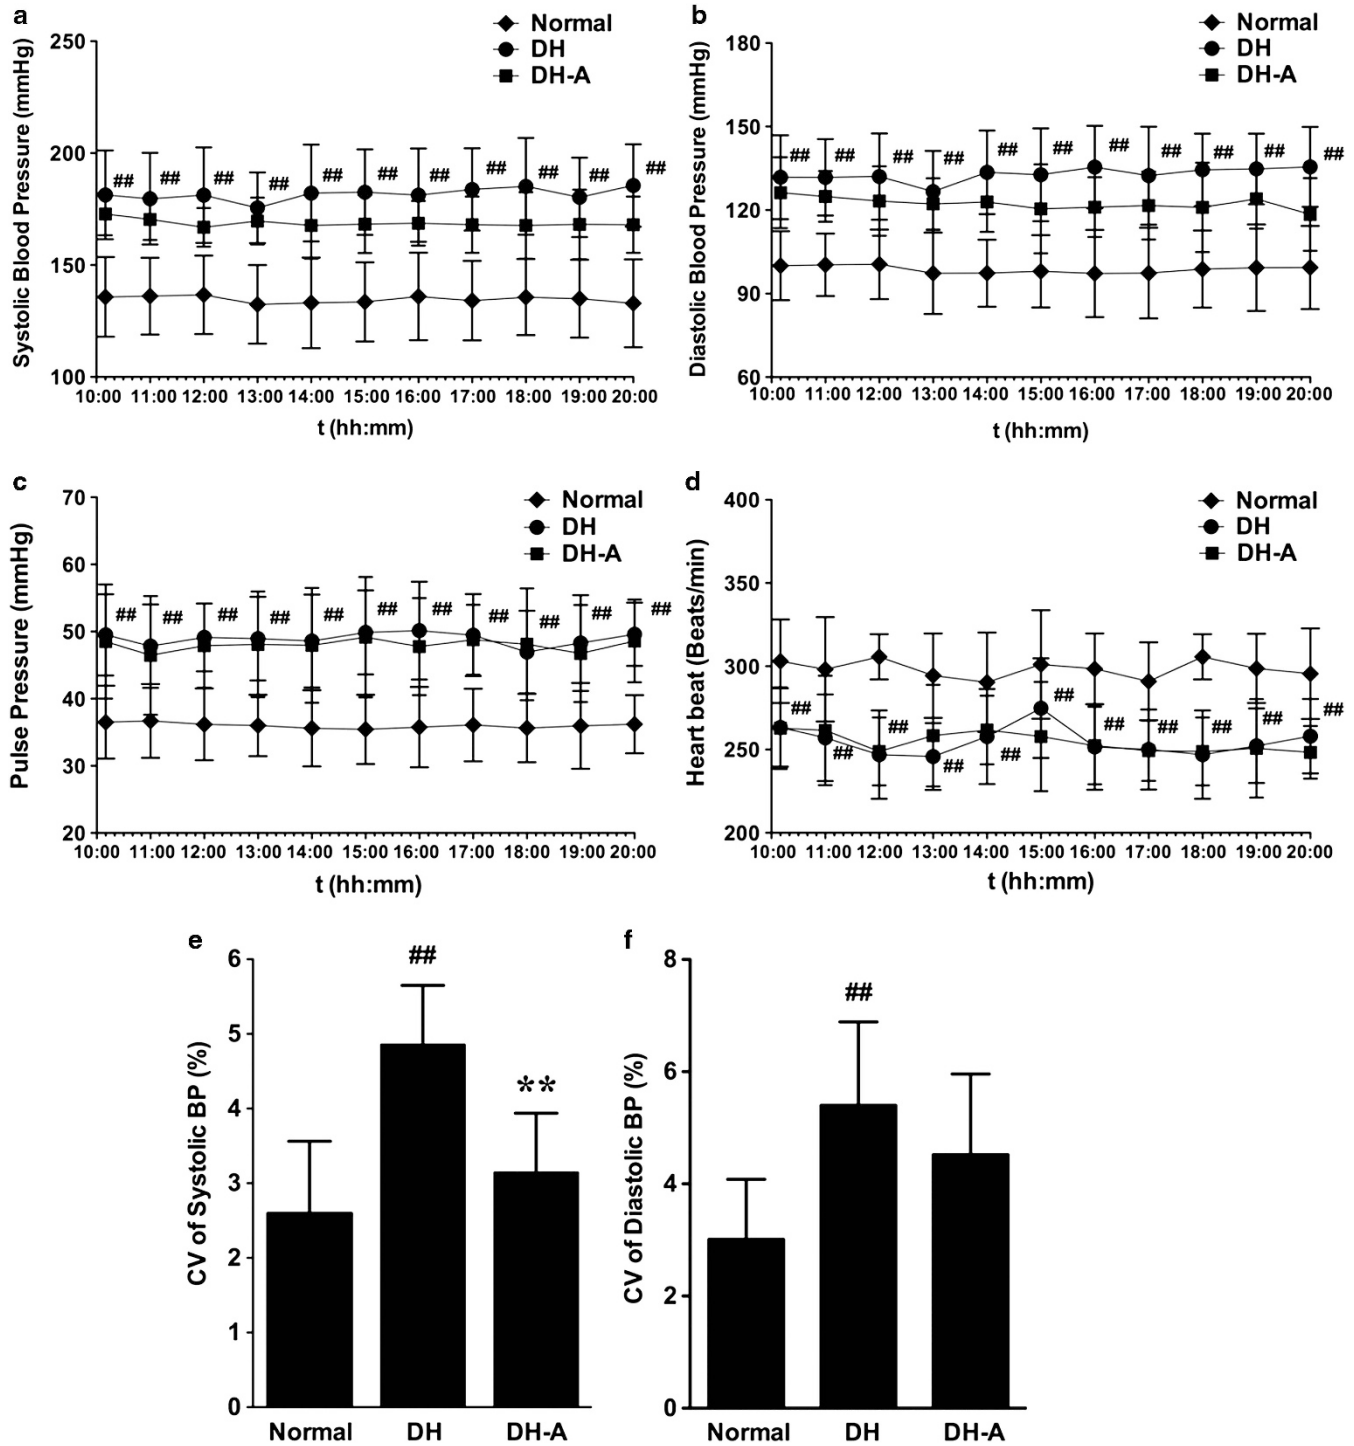 a
Normal
DH
DH-A
Systolic Blood Pressure (mmHg)
250
200
150
100
## ## ## ## ## ## ## ## ## ## ##
10:00 11:00 12:00 13:00 14:00 15:00 16:00 17:00 18:00 19:00 20:00
t (hh:mm)
b
Normal
DH
DH-A
Diastolic Blood Pressure (mmHg)
180
150
120
90
60
## ## ## ## ## ## ## ## ## ## ##
10:00 11:00 12:00 13:00 14:00 15:00 16:00 17:00 18:00 19:00 20:00
t (hh:mm)
c
Normal
DH
DH-A
Pulse Pressure (mmHg)
70
60
50
40
30
20
## ## ## ## ## ## ## ## ## ## ##
10:00 11:00 12:00 13:00 14:00 15:00 16:00 17:00 18:00 19:00 20:00
t (hh:mm)
d
Normal
DH
DH-A
Heart beat (Beats/min)
400
350
300
250
200
## ## ## ## ## ## ## ## ## ## ##
10:00 11:00 12:00 13:00 14:00 15:00 16:00 17:00 18:00 19:00 20:00
t (hh:mm)
e
CV of Systolic BP (%)
6
5
4
3
2
1
0
##
**
Normal DH DH-A
f
CV of Diastolic BP (%)
8
6
4
2
0
##
Normal DH DH-A